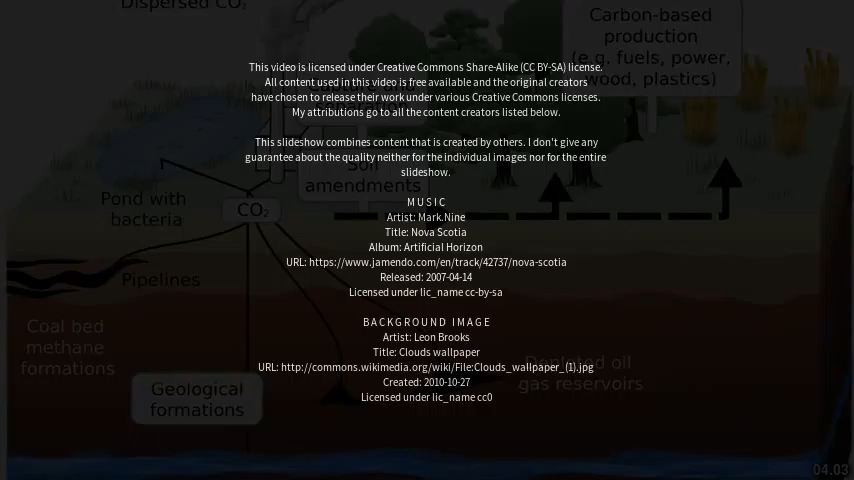 Dispersed CO₂
Carbon-based
production
(e.g. fuels, power,
wood, plastics)
This video is licensed under Creative Commons Share-Alike (CC BY-SA) license.
All content used in this video is free available and the original creators
have chosen to release their work under various Creative Commons licenses.
My attributions go to all the content creators listed below.
This slideshow combines content that is created by others. I don't give any
guarantee about the quality neither for the individual images nor for the entire
slideshow.
Soil
amendments
Pond with
bacteria
CO₂
MUSIC
Artist: Mark.Nine
Title: Nova Scotia
Album: Artificial Horizon
URL: https://www.jamendo.com/en/track/42737/nova-scotia
Released: 2007-04-14
Licensed under lic_name cc-by-sa
Pipelines
Coal bed
methane
formations
BACKGROUND IMAGE
Artist: Leon Brooks
Title: Clouds wallpaper
URL: http://commons.wikimedia.org/wiki/File:Clouds_wallpaper_(1).jpg
Created: 2010-10-27
Licensed under lic_name cc0
Depleted oil
gas reservoirs
Geological
formations
04.03